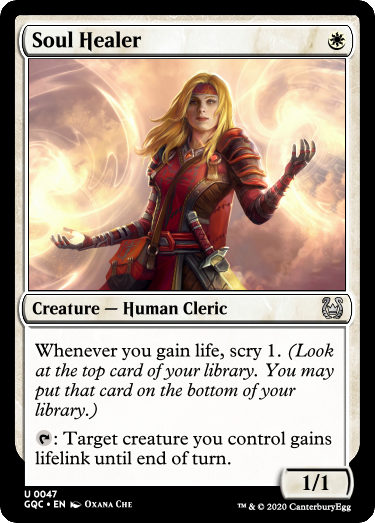 Soul Healer
Creature — Human Cleric
Whenever you gain life, scry 1. (Look
at the top card of your library. You may
put that card on the bottom of your
library.)
: Target creature you control gains
lifelink until end of turn.
1/1
U 0047
GQC • EN Oxana Che
™ & © 2020 CanterburyEgg